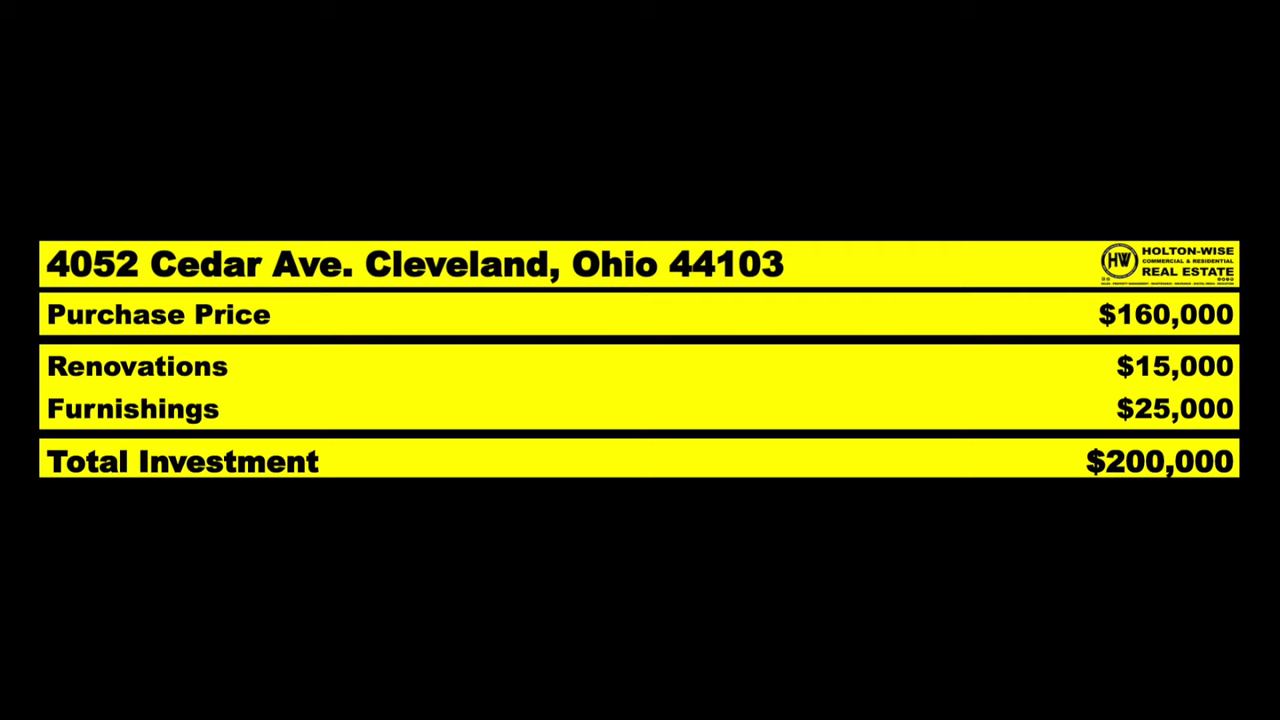 4052 Cedar Ave. Cleveland, Ohio 44103
HW
HOLTON-WISE
COMMERCIAL & RESIDENTIAL
REAL ESTATE
Purchase Price $160,000
Renovations $15,000
Furnishings $25,000
Total Investment $200,000